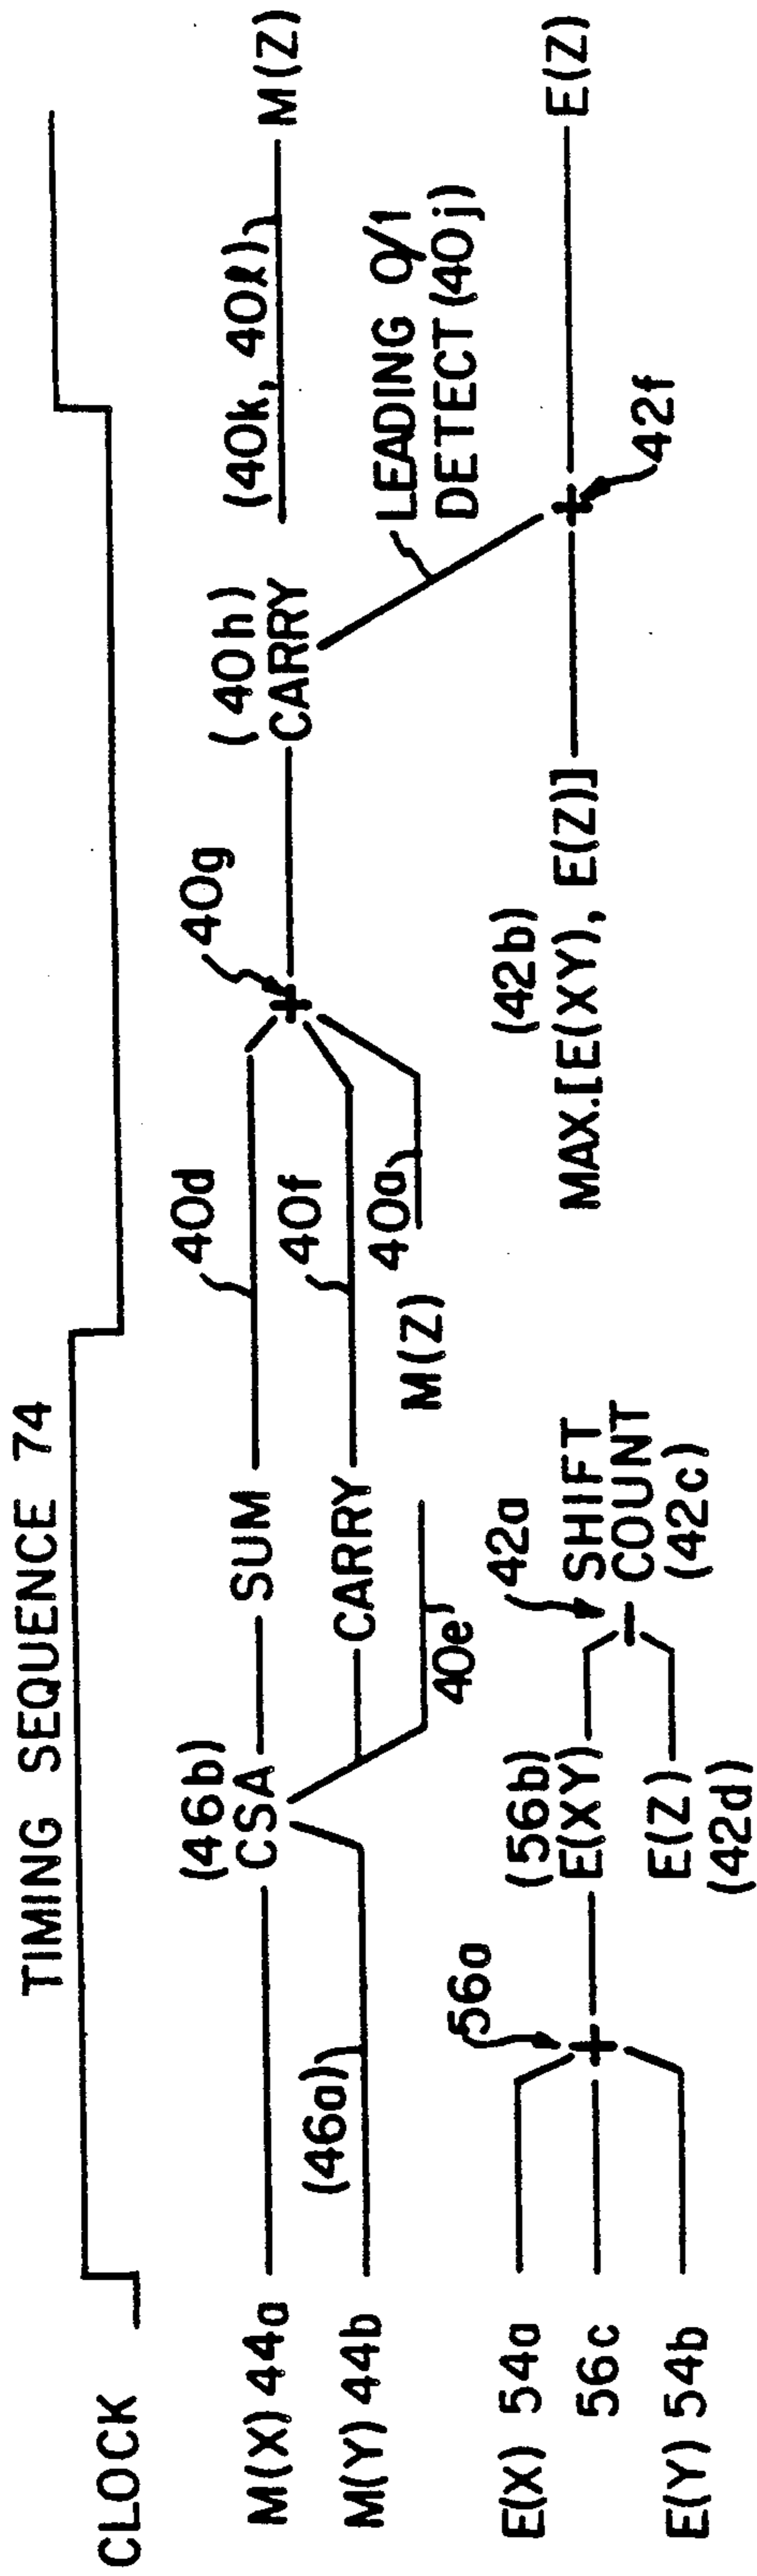 TIMING SEQUENCE 74
CLOCK
M(X) 44a
M(Y) 44b
(46a)
(46b)
CSA
SUM
CARRY
40e
M(Z)
40d
40f
40a
40g
(40h)
CARRY
(40k, 40l)
M(Z)
LEADING 0/1
DETECT (40j)
E(X) 54a
56c
E(Y) 54b
56a
(56b)
E(XY)
E(Z)
(42d)
42a
SHIFT
COUNT
(42c)
(42b)
MAX.[E(XY), E(Z)]
42f
E(Z)